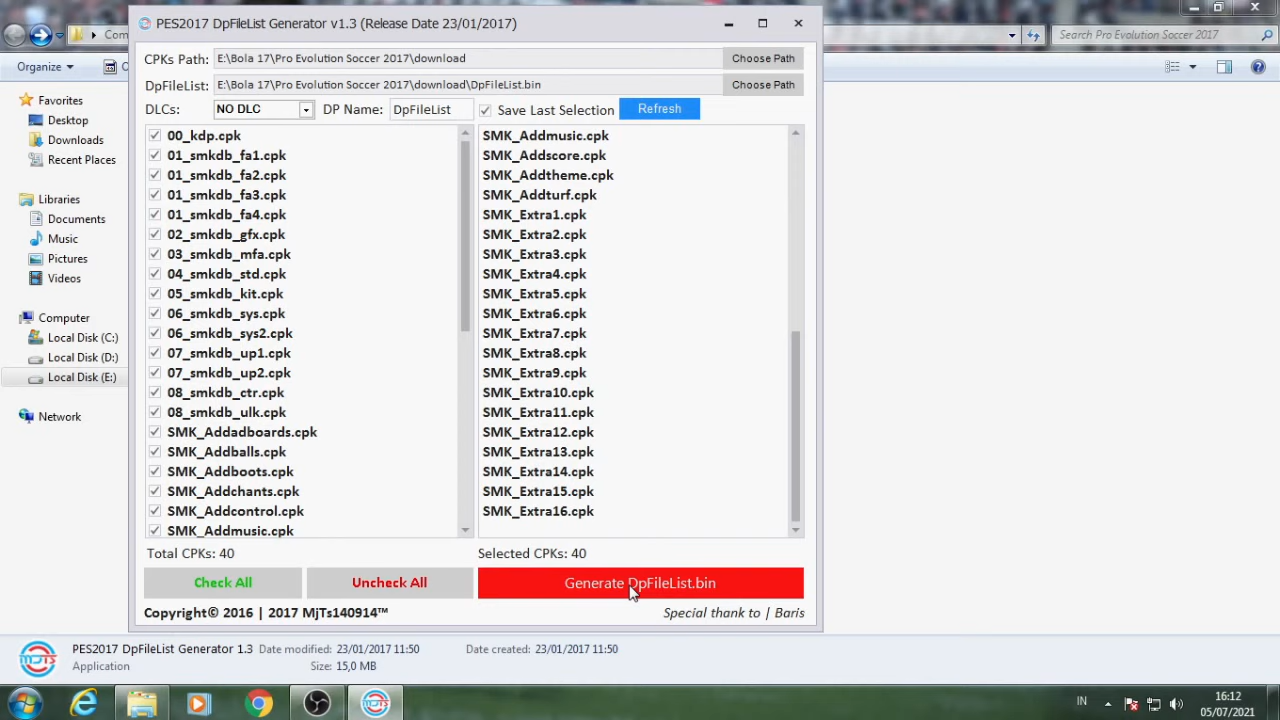 PES2017 DpFileList Generator v1.3 (Release Date 23/01/2017)
Com
Search Pro Evolution Soccer 2017
Organize
CPKs Path: E:\Bola 17\Pro Evolution Soccer 2017\download Choose Path
DpFileList: E:\Bola 17\Pro Evolution Soccer 2017\download\DpFileList.bin Choose Path
DLCs: NO DLC DP Name: DpFileList Save Last Selection Refresh
Favorites
Desktop
Downloads
Recent Places
Libraries
Documents
Music
Pictures
Videos
Computer
Local Disk (C:)
Local Disk (D:)
Local Disk (E:)
Network
00_kdp.cpk
01_smkdb_fa1.cpk
01_smkdb_fa2.cpk
01_smkdb_fa3.cpk
01_smkdb_fa4.cpk
02_smkdb_gfx.cpk
03_smkdb_mfa.cpk
04_smkdb_std.cpk
05_smkdb_kit.cpk
06_smkdb_sys.cpk
06_smkdb_sys2.cpk
07_smkdb_up1.cpk
07_smkdb_up2.cpk
08_smkdb_ctr.cpk
08_smkdb_ulk.cpk
SMK_Addadboards.cpk
SMK_Addballs.cpk
SMK_Addboots.cpk
SMK_Addchants.cpk
SMK_Addcontrol.cpk
SMK_Addmusic.cpk
SMK_Addmusic.cpk
SMK_Addscore.cpk
SMK_Addtheme.cpk
SMK_Addturf.cpk
SMK_Extra1.cpk
SMK_Extra2.cpk
SMK_Extra3.cpk
SMK_Extra4.cpk
SMK_Extra5.cpk
SMK_Extra6.cpk
SMK_Extra7.cpk
SMK_Extra8.cpk
SMK_Extra9.cpk
SMK_Extra10.cpk
SMK_Extra11.cpk
SMK_Extra12.cpk
SMK_Extra13.cpk
SMK_Extra14.cpk
SMK_Extra15.cpk
SMK_Extra16.cpk
Total CPKs: 40
Selected CPKs: 40
Check All Uncheck All Generate DpFileList.bin
Copyright© 2016 | 2017 MjTs140914™ Special thank to | Baris
PES2017 DpFileList Generator 1.3 Date modified: 23/01/2017 11:50 Date created: 23/01/2017 11:50
Application Size: 15,0 MB
MJTS
IN
16:12
05/07/2021